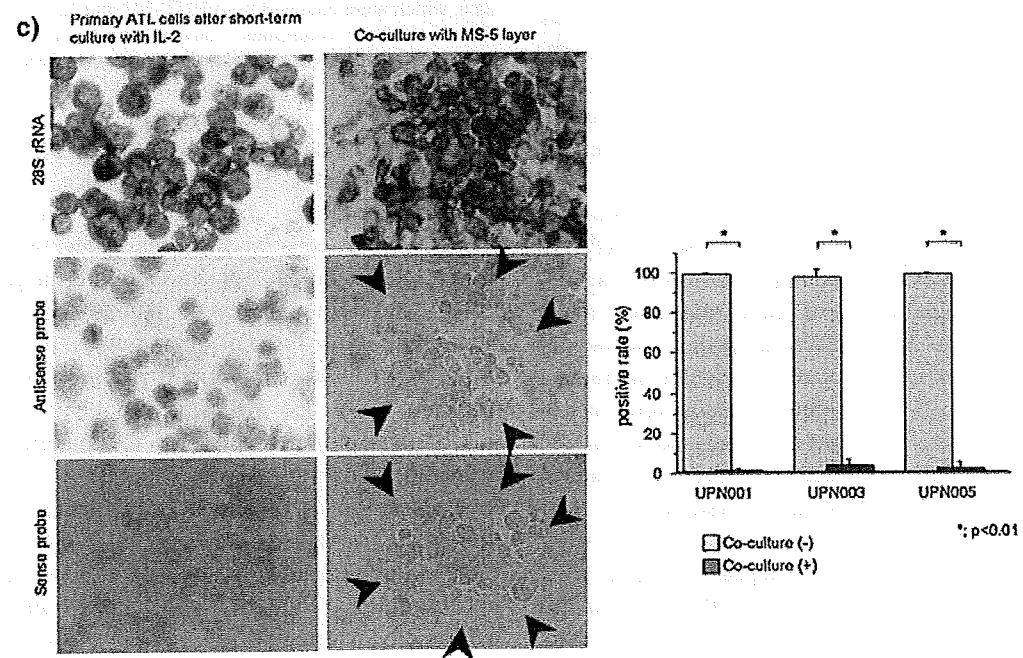 c)
Primary ATL cells after short-term
culture with IL-2
Co-culture with MS-5 layer
28S rRNA
Antisense probe
Sense probe
positive rate (%)
100
80
60
40
20
0
*
*
*
UPN001
UPN003
UPN005
*; p<0.01
Co-culture (-)
Co-culture (+)